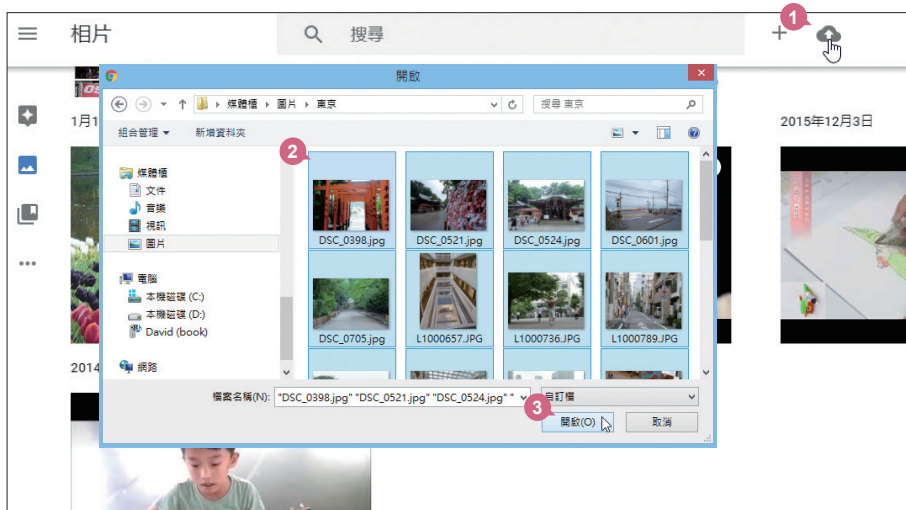 相片
搜尋
1
開啟
媒體櫃 圖片 東京
搜尋 東京
組合管理 新增資料夾
1月1
2015年12月3日
2
媒體櫃
文件
音樂
視訊
圖片
電腦
本機磁碟 (C:)
本機磁碟 (D:)
David (book)
網路
DSC_0398.jpg DSC_0521.jpg DSC_0524.jpg DSC_0601.jpg
DSC_0705.jpg L1000657.JPG L1000736.JPG L1000789.JPG
2014
檔案名稱(N): "DSC_0398.jpg" "DSC_0521.jpg" "DSC_0524.jpg" " 自訂檔
3
開啟(O) 取消